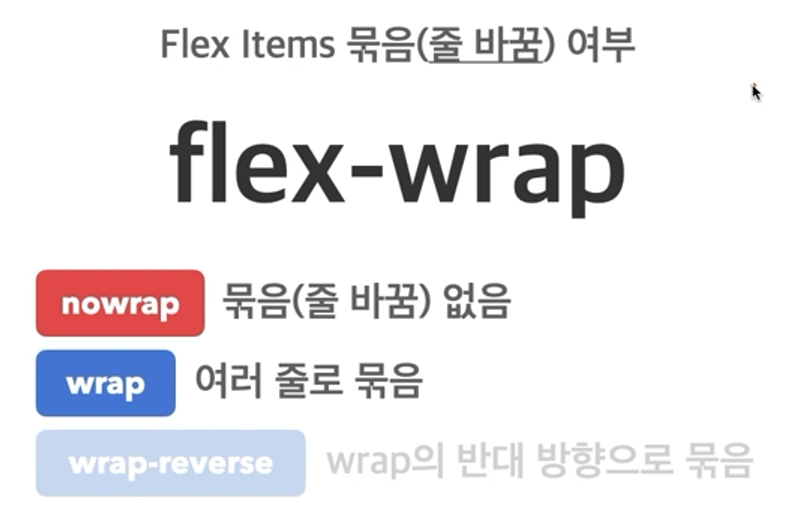 Flex Items 묶음(줄 바꿈) 여부
flex-wrap
nowrap 묶음(줄 바꿈) 없음
wrap 여러 줄로 묶음
wrap-reverse wrap의 반대 방향으로 묶음